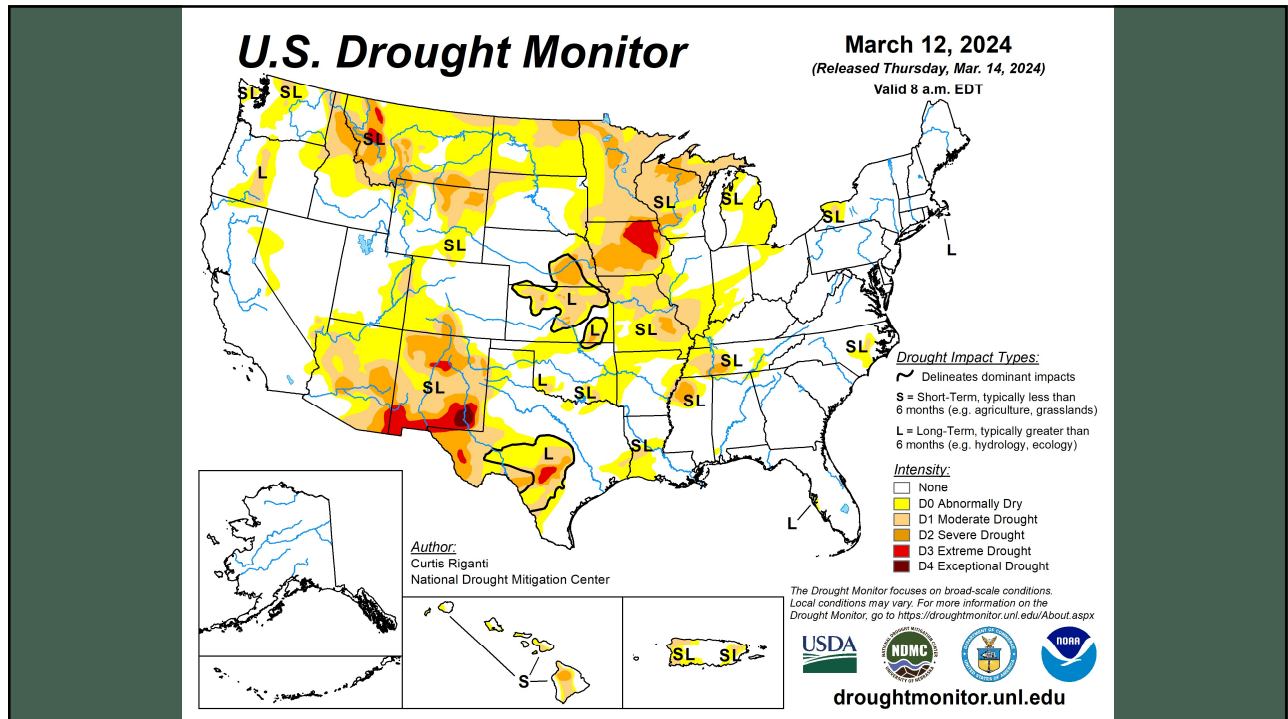 U.S. Drought Monitor
March 12, 2024
(Released Thursday, Mar. 14, 2024)
Valid 8 a.m. EDT
SL
SL
SL
L
SL
SL
SL
SL
L
L
L
SL
SL
SL
SL
L
SL
SL
SL
L
SL
L
Drought Impact Types:
Delineates dominant impacts
S = Short-Term, typically less than
6 months (e.g. agriculture, grasslands)
L = Long-Term, typically greater than
6 months (e.g. hydrology, ecology)
Intensity:
None
D0 Abnormally Dry
D1 Moderate Drought
D2 Severe Drought
D3 Extreme Drought
D4 Exceptional Drought
Author:
Curtis Riganti
National Drought Mitigation Center
S
SL
SL
The Drought Monitor focuses on broad-scale conditions.
Local conditions may vary. For more information on the
Drought Monitor, go to https://droughtmonitor.unl.edu/About.aspx
USDA
NDMC
NOAA
droughtmonitor.unl.edu